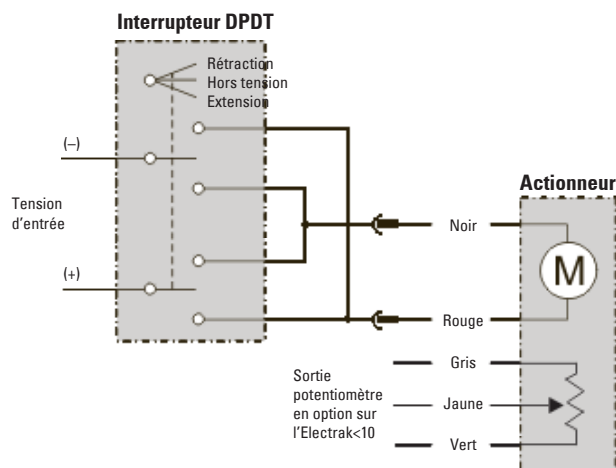 Interrupteur DPDT
Rétraction
Hors tension
Extension
(–)
Tension
d'entrée
(+)
Actionneur
Noir
M
Rouge
Gris
Sortie
potentiomètre
en option sur
l'Electrak<10
Jaune
Vert